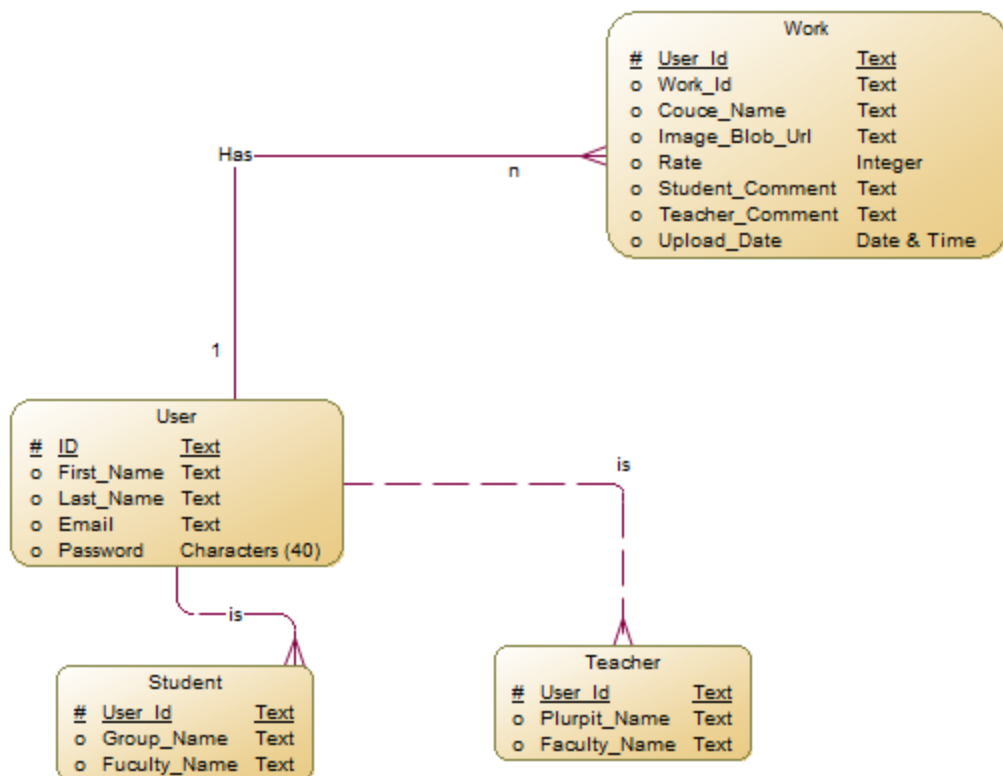 Work
# User_Id Text
o Work_Id Text
o Couce_Name Text
o Image_Blob_Url Text
o Rate Integer
o Student_Comment Text
o Teacher_Comment Text
o Upload_Date Date & Time
Has
n
1
User
# ID Text
o First_Name Text
o Last_Name Text
o Email Text
o Password Characters (40)
is
is
Student
# User_Id Text
o Group_Name Text
o Fuculty_Name Text
Teacher
# User_Id Text
o Plurpit_Name Text
o Faculty_Name Text